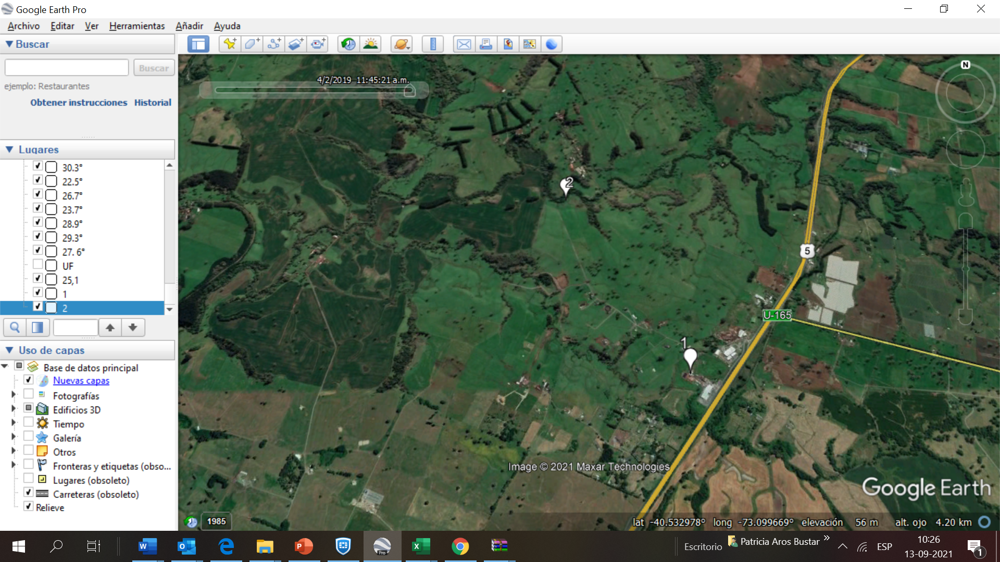 Google Earth Pro
Archivo Editar Ver Herramientas Añadir Ayuda
Buscar
Buscar
ejemplo: Restaurantes
Obtener instrucciones Historial
Lugares
30.3°
22.5°
26.7°
23.7°
28.9°
29.3°
27. 6°
UF
25,1
1
2
Uso de capas
Base de datos principal
Nuevas capas
Fotografías
Edificios 3D
Tiempo
Galería
Otros
Fronteras y etiquetas (obso...
Lugares (obsoleto)
Carreteras (obsoleto)
Relieve
4/2/2019 11:45:21 a.m.
N
2
5
U-165
1
Image © 2021 Maxar Technologies
Google Earth
1985
lat -40.532978° long -73.099669° elevación 56 m alt. ojo 4.20 km
Escritorio
Patricia Aros Bustar »
ESP
10:26
13-09-2021
1
W
O
P
Pro
X